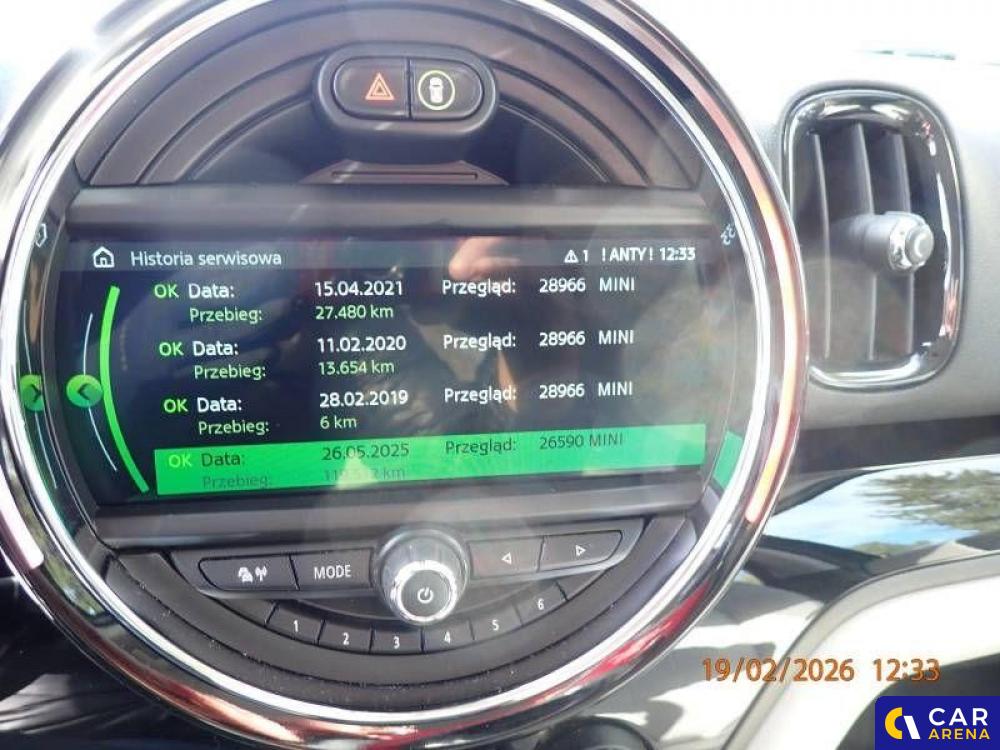 Historia serwisowa 1 !ANTY! 12:33
OK Data: 15.04.2021 Przegląd: 28966 MINI
Przebieg: 27.480 km
OK Data: 11.02.2020 Przegląd: 28966 MINI
Przebieg: 13.654 km
OK Data: 28.02.2019 Przegląd: 28966 MINI
Przebieg: 6 km
OK Data: 26.05.2025 Przegląd: 26590 MINI
Przebieg: km
MODE
1 2 3 4 5 6
19/02/2026 12:33
CAR
ARENA